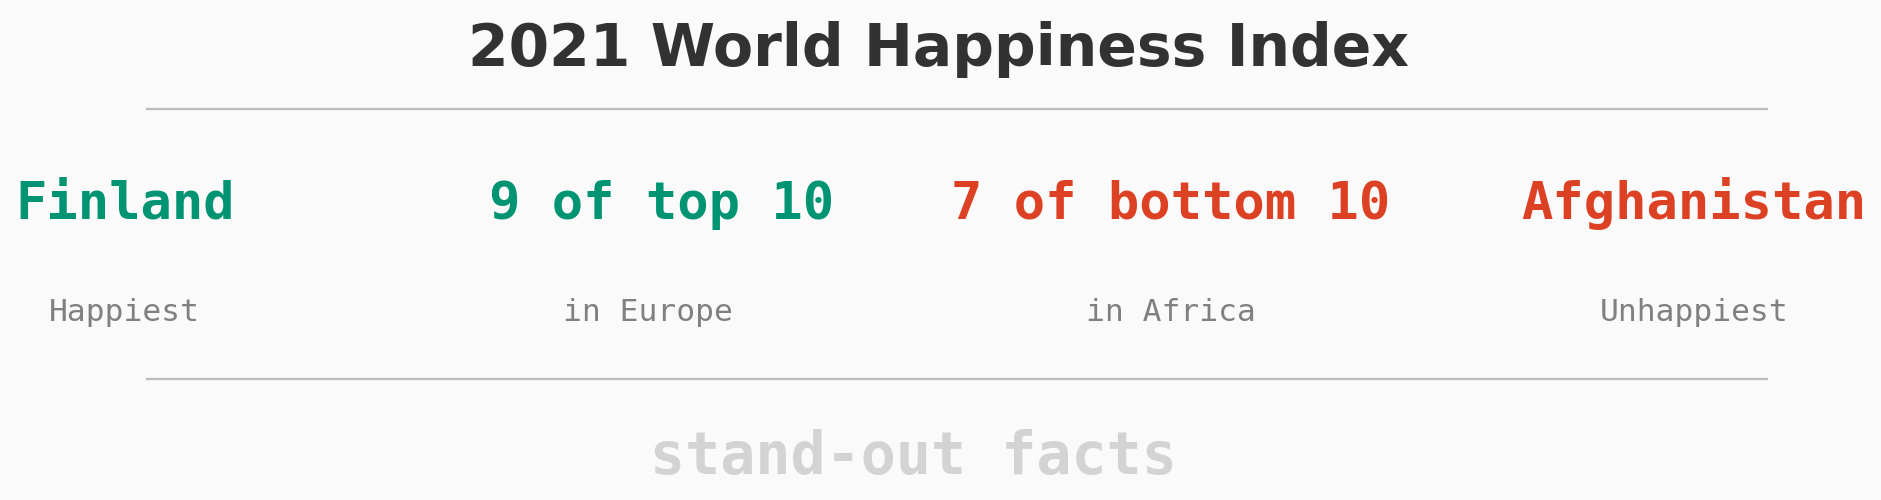 2021 World Happiness Index
Finland 9 of top 10 7 of bottom 10 Afghanistan
Happiest in Europe in Africa Unhappiest
stand-out facts